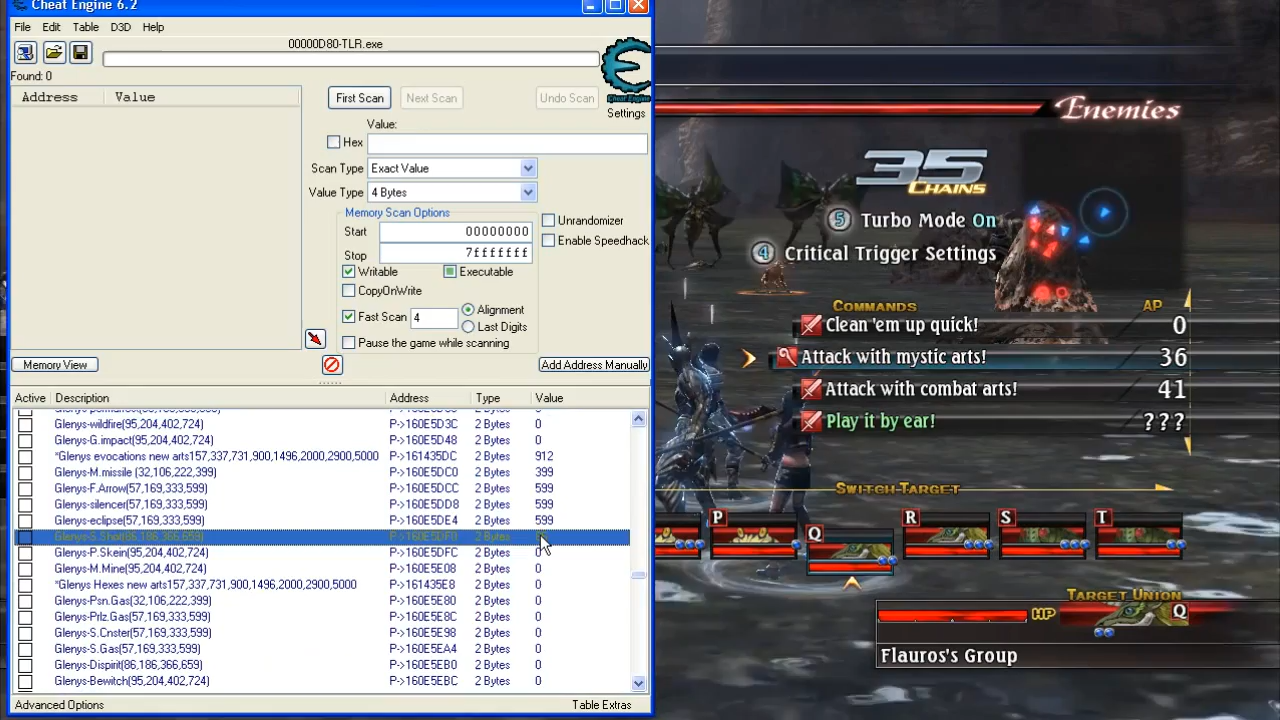 Cheat Engine 6.2
File Edit Table D3D Help
00000D80-TLR.exe
Found: 0
Address Value
First Scan Next Scan Undo Scan
Settings
Value:
Hex
Scan Type Exact Value
Value Type 4 Bytes
Memory Scan Options
Start 00000000
Stop 7fffffff
Unrandomizer
Enable Speedhack
Writable Executable
CopyOnWrite
Fast Scan 4 Alignment
Last Digits
Pause the game while scanning
Memory View Add Address Manually
Active Description Address Type Value
Glenys-wildfire(95,204,402,724) P->160E5D3C 2 Bytes 0
Glenys-G.impact(95,204,402,724) P->160E5D48 2 Bytes 0
*Glenys evocations new arts157,337,731,900,1496,2000,2900,5000 P->161435DC 2 Bytes 912
Glenys-M.missile (32,106,222,399) P->160E5DC0 2 Bytes 399
Glenys-F.Arrow(57,169,333,599) P->160E5DCC 2 Bytes 599
Glenys-silencer(57,169,333,599) P->160E5DD8 2 Bytes 599
Glenys-eclipse(57,169,333,599) P->160E5DE4 2 Bytes 599
Glenys-S.Shot(86,186,366,659) P->160E5DF0 2 Bytes
Glenys-P.Skein(95,204,402,724) P->160E5DFC 2 Bytes 0
Glenys-M.Mine(95,204,402,724) P->160E5E08 2 Bytes 0
*Glenys Hexes new arts157,337,731,900,1496,2000,2900,5000 P->161435E8 2 Bytes 0
Glenys-Psn.Gas(32,106,222,399) P->160E5E80 2 Bytes 0
Glenys-Prlz.Gas(57,169,333,599) P->160E5E8C 2 Bytes 0
Glenys-S.Cnster(57,169,333,599) P->160E5E98 2 Bytes 0
Glenys-S.Gas(57,169,333,599) P->160E5EA4 2 Bytes 0
Glenys-Dispirit(86,186,366,659) P->160E5EB0 2 Bytes 0
Glenys-Bewitch(95,204,402,724) P->160E5EBC 2 Bytes 0
Advanced Options Table Extras
Enemies
35
CHAINS
5 Turbo Mode On
4 Critical Trigger Settings
COMMANDS AP
Clean 'em up quick! 0
Attack with mystic arts! 36
Attack with combat arts! 41
Play it by ear! ???
SWITCH TARGET
P Q R S T
TARGET UNION
HP Q
Flauros's Group